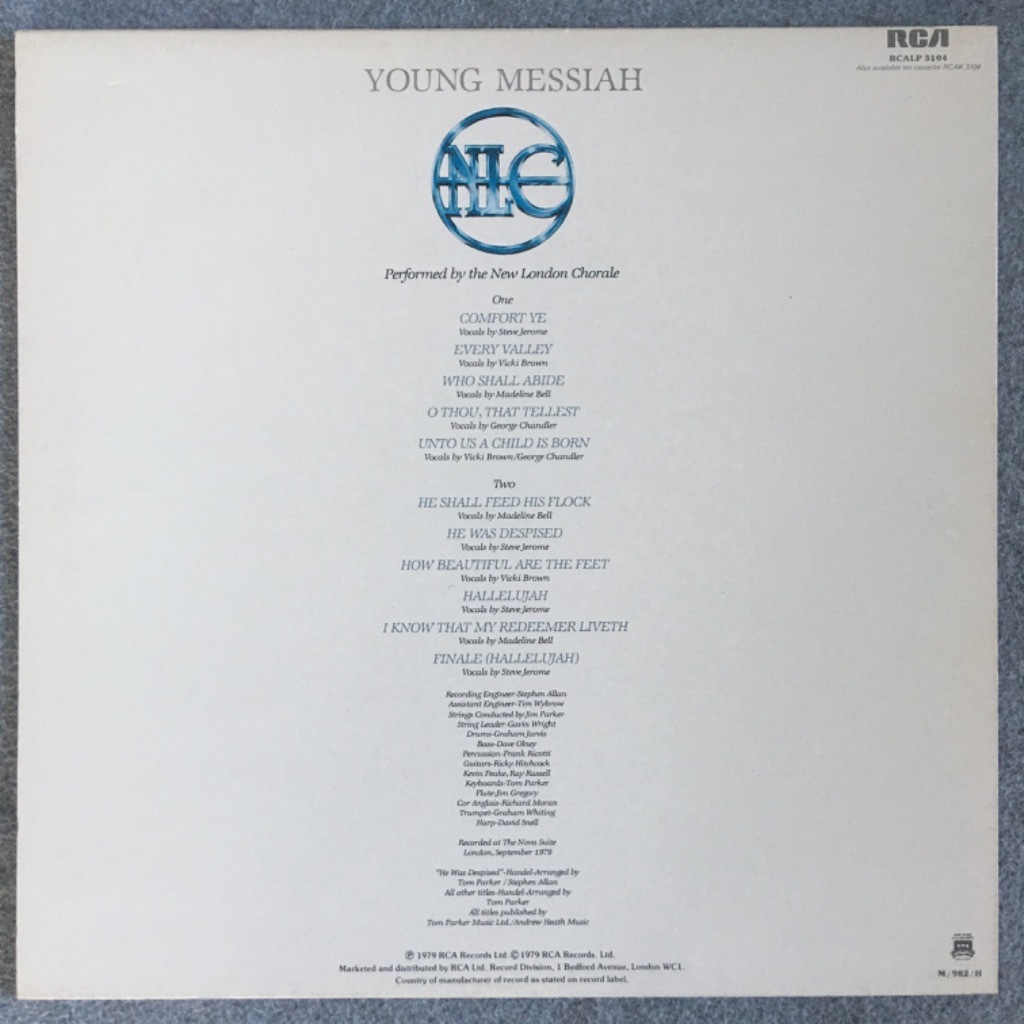 RCA
RCALP 3104
Also available on cassette RCAK 3104
YOUNG MESSIAH
NLC
Performed by the New London Chorale
One
COMFORT YE
Vocals by Steve Jerome
EVERY VALLEY
Vocals by Vicki Brown
WHO SHALL ABIDE
Vocals by Madeline Bell
O THOU, THAT TELLEST
Vocals by George Chandler
UNTO US A CHILD IS BORN
Vocals by Vicki Brown/George Chandler
Two
HE SHALL FEED HIS FLOCK
Vocals by Madeline Bell
HE WAS DESPISED
Vocals by Steve Jerome
HOW BEAUTIFUL ARE THE FEET
Vocals by Vicki Brown
HALLELUJAH
Vocals by Steve Jerome
I KNOW THAT MY REDEEMER LIVETH
Vocals by Madeline Bell
FINALE (HALLELUJAH)
Vocals by Steve Jerome
Recording Engineer-Stephen Allan
Assistant Engineer-Tim Wybrow
Strings Conducted by Jim Parker
String Leader-Gavin Wright
Drums-Graham Jarvis
Bass-Dave Olney
Percussion-Frank Ricotti
Guitars-Ricky Hitchcock
Kevin Peake, Ray Russell
Keyboards-Tom Parker
Flute-Jim Gregory
Cor Anglais-Richard Moran
Trumpet-Graham Whiting
Harp-David Snell
Recorded at The Nova Suite
London, September 1979
"He Was Despised"-Handel-Arranged by
Tom Parker / Stephen Allan
All other titles-Handel-Arranged by
Tom Parker
All titles published by
Tom Parker Music Ltd./Andrew Heath Music
℗ 1979 RCA Records Ltd. © 1979 RCA Records. Ltd.
Marketed and distributed by RCA Ltd. Record Division, 1 Bedford Avenue, London WC1.
Country of manufacturer of record as stated on record label.
M/982/H